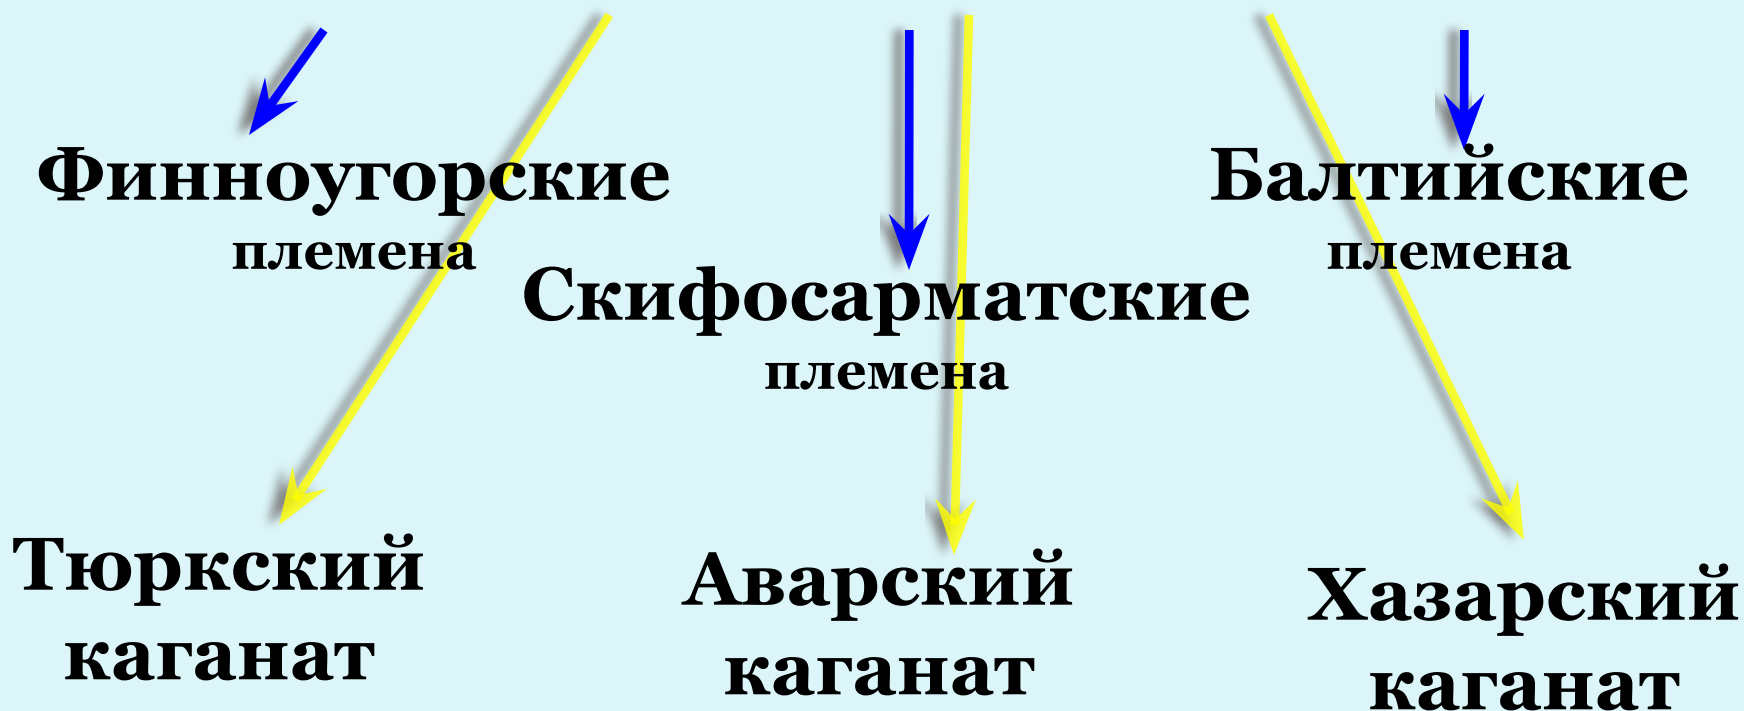 Финноугорские
племена
Балтийские
племена
Скифосарматские
племена
Тюркский
каганат
Аварский
каганат
Хазарский
каганат